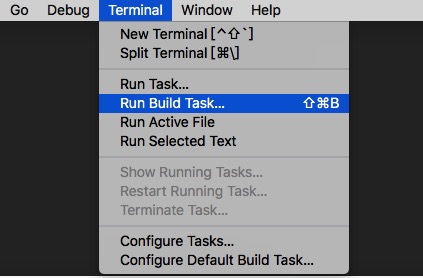 Go Debug Terminal Window Help
New Terminal [^⇧`]
Split Terminal [⌘\]
Run Task...
Run Build Task... ⇧⌘B
Run Active File
Run Selected Text
Show Running Tasks...
Restart Running Task...
Terminate Task...
Configure Tasks...
Configure Default Build Task...